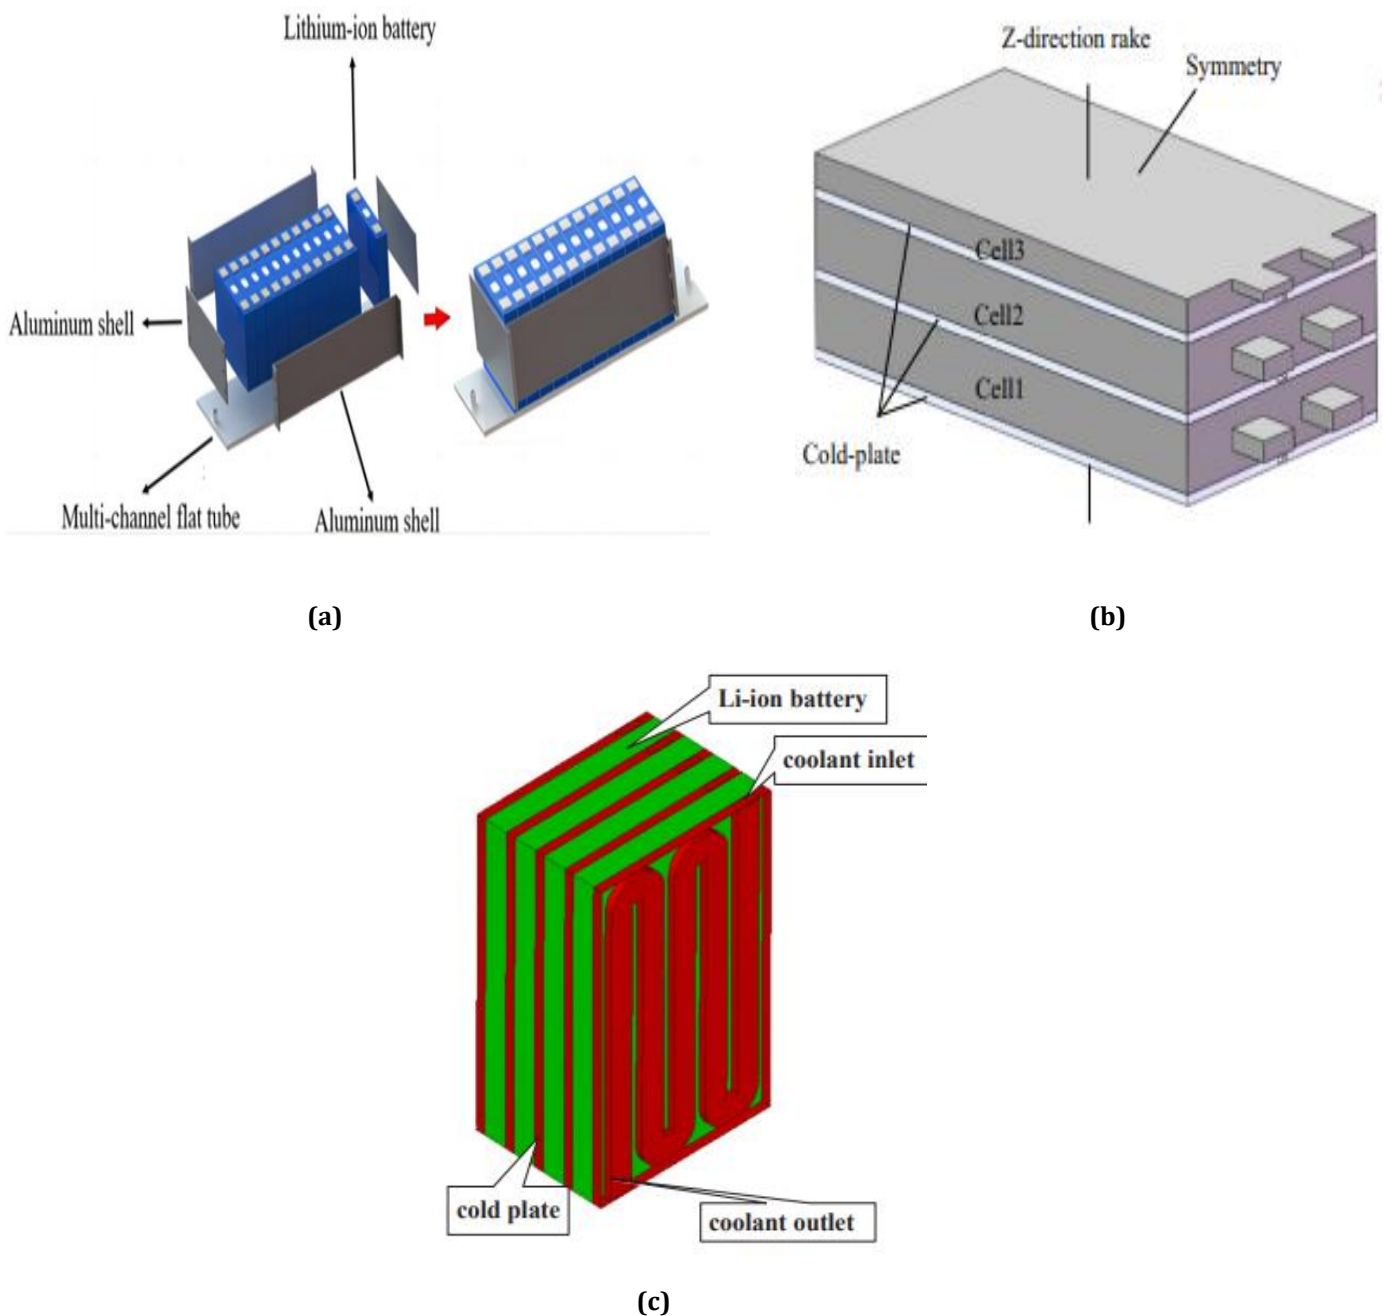 Lithium-ion battery
Aluminum shell
Multi-channel flat tube
Aluminum shell
(a)
Z-direction rake
Symmetry
Cell3
Cell2
Cell1
Cold-plate
(b)
Li-ion battery
coolant inlet
cold plate
coolant outlet
(c)